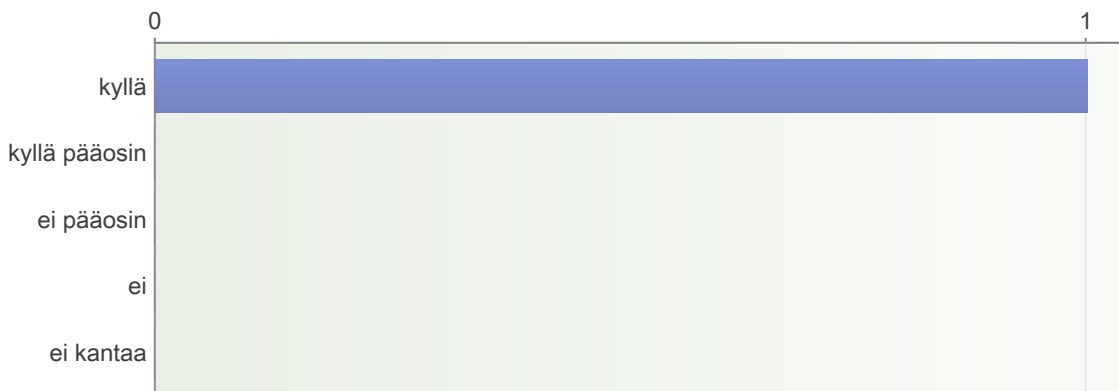 0 1
kyllä
kyllä pääosin
ei pääosin
ei
ei kantaa